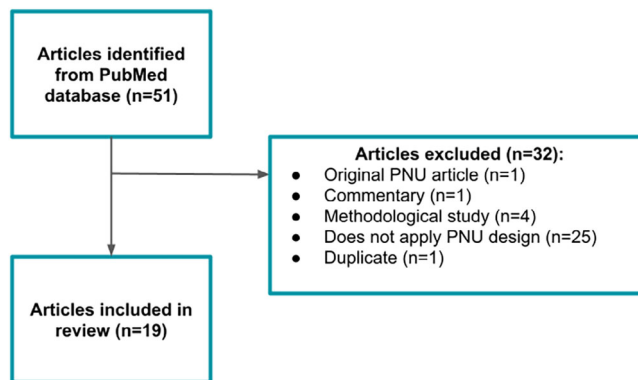 Articles identified
from PubMed
database (n=51)
Articles excluded (n=32):
● Original PNU article (n=1)
● Commentary (n=1)
● Methodological study (n=4)
● Does not apply PNU design (n=25)
● Duplicate (n=1)
Articles included in
review (n=19)